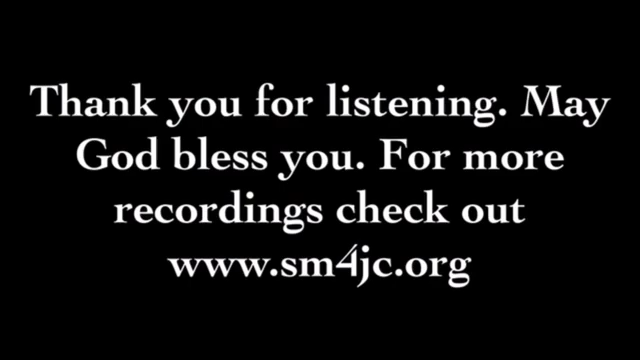 Thank you for listening. May
God bless you. For more
recordings check out
www.sm4jc.org